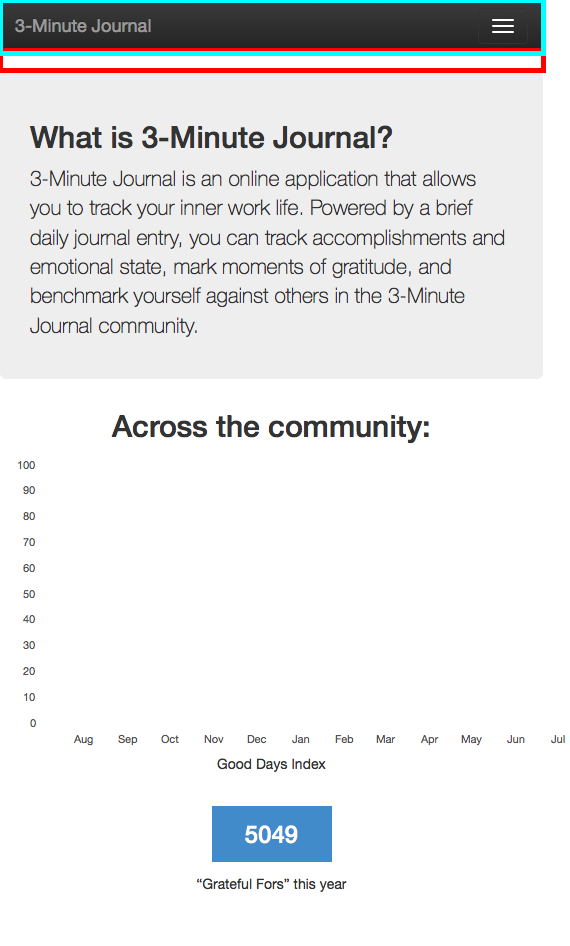 3-Minute Journal
What is 3-Minute Journal?
3-Minute Journal is an online application that allows
you to track your inner work life. Powered by a brief
daily journal entry, you can track accomplishments and
emotional state, mark moments of gratitude, and
benchmark yourself against others in the 3-Minute
Journal community.
Across the community:
100
90
80
70
60
50
40
30
20
10
0
Aug Sep Oct Nov Dec Jan Feb Mar Apr May Jun Jul
Good Days Index
5049
“Grateful Fors” this year